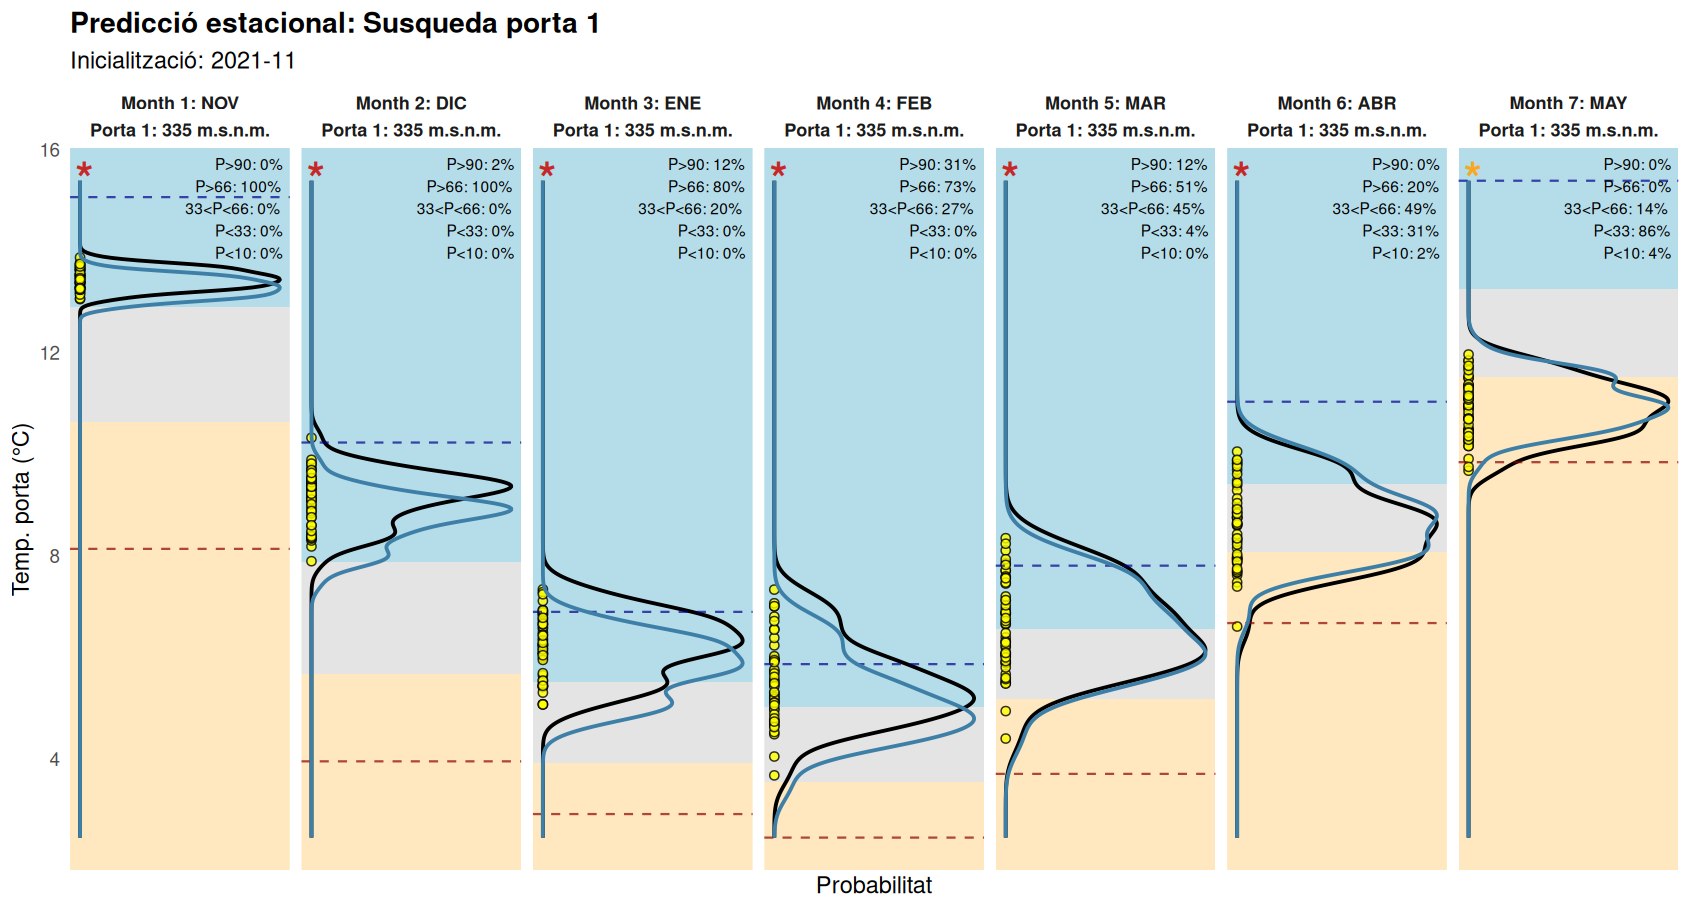 Predicció estacional: Susqueda porta 1
Inicialització: 2021-11
Month 1: NOV
Porta 1: 335 m.s.n.m.
Month 2: DIC
Porta 1: 335 m.s.n.m.
Month 3: ENE
Porta 1: 335 m.s.n.m.
Month 4: FEB
Porta 1: 335 m.s.n.m.
Month 5: MAR
Porta 1: 335 m.s.n.m.
Month 6: ABR
Porta 1: 335 m.s.n.m.
Month 7: MAY
Porta 1: 335 m.s.n.m.
16
12
8
4
Temp. porta (°C)
*
P>90: 0%
P>66: 100%
33<P<66: 0%
P<33: 0%
P<10: 0%
*
P>90: 2%
P>66: 100%
33<P<66: 0%
P<33: 0%
P<10: 0%
*
P>90: 12%
P>66: 80%
33<P<66: 20%
P<33: 0%
P<10: 0%
*
P>90: 31%
P>66: 73%
33<P<66: 27%
P<33: 0%
P<10: 0%
*
P>90: 12%
P>66: 51%
33<P<66: 45%
P<33: 4%
P<10: 0%
*
P>90: 0%
P>66: 20%
33<P<66: 49%
P<33: 31%
P<10: 2%
*
P>90: 0%
P>66: 0%
33<P<66: 14%
P<33: 86%
P<10: 4%
Probabilitat